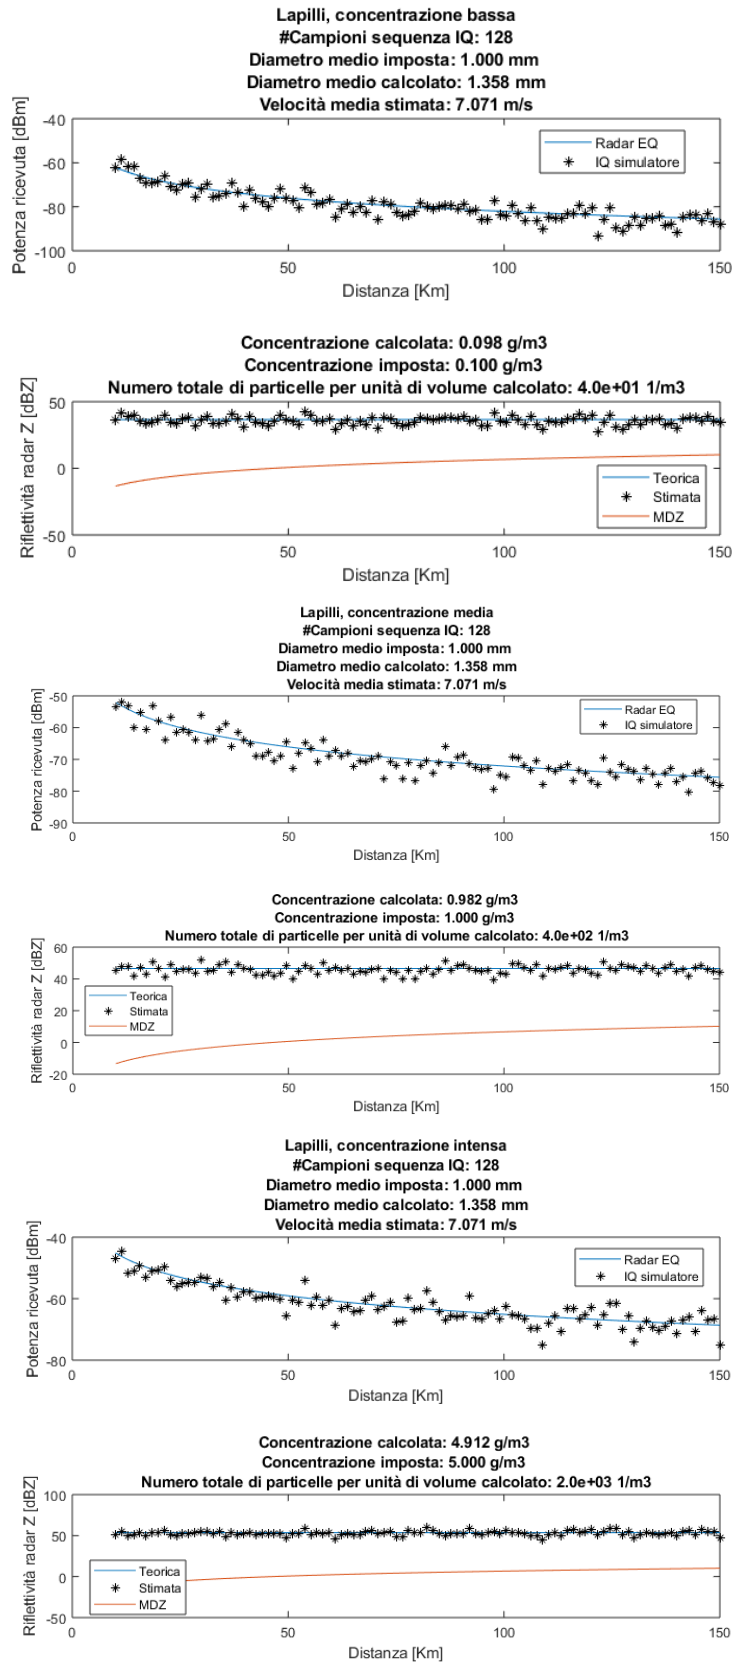 Lapilli, concentrazione bassa
#Campioni sequenza IQ: 128
Diametro medio imposta: 1.000 mm
Diametro medio calcolato: 1.358 mm
Velocità media stimata: 7.071 m/s
Potenza ricevuta [dBm]
-40
-60
-80
-100
Radar EQ
IQ simulatore
0 50 100 150
Distanza [Km]
Concentrazione calcolata: 0.098 g/m3
Concentrazione imposta: 0.100 g/m3
Numero totale di particelle per unità di volume calcolato: 4.0e+01 1/m3
Riflettività radar Z [dBZ]
50
0
-50
Teorica
Stimata
MDZ
0 50 100 150
Distanza [Km]
Lapilli, concentrazione media
#Campioni sequenza IQ: 128
Diametro medio imposta: 1.000 mm
Diametro medio calcolato: 1.358 mm
Velocità media stimata: 7.071 m/s
Potenza ricevuta [dBm]
-50
-60
-70
-80
-90
Radar EQ
IQ simulatore
0 50 100 150
Distanza [Km]
Concentrazione calcolata: 0.982 g/m3
Concentrazione imposta: 1.000 g/m3
Numero totale di particelle per unità di volume calcolato: 4.0e+02 1/m3
Riflettività radar Z [dBZ]
60
40
20
0
-20
Teorica
Stimata
MDZ
0 50 100 150
Distanza [Km]
Lapilli, concentrazione intensa
#Campioni sequenza IQ: 128
Diametro medio imposta: 1.000 mm
Diametro medio calcolato: 1.358 mm
Velocità media stimata: 7.071 m/s
Potenza ricevuta [dBm]
-40
-60
-80
Radar EQ
IQ simulatore
0 50 100 150
Distanza [Km]
Concentrazione calcolata: 4.912 g/m3
Concentrazione imposta: 5.000 g/m3
Numero totale di particelle per unità di volume calcolato: 2.0e+03 1/m3
Riflettività radar Z [dBZ]
100
50
0
-50
Teorica
Stimata
MDZ
0 50 100 150
Distanza [Km]